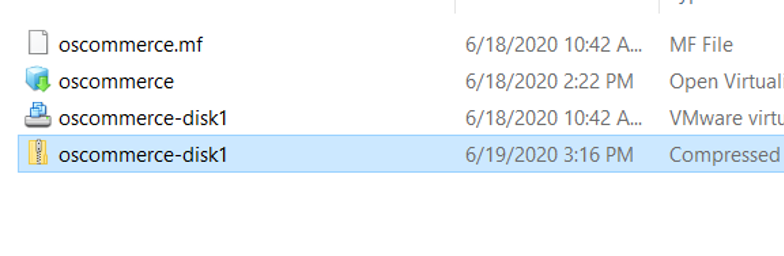 oscommerce.mf 6/18/2020 10:42 A... MF File
oscommerce 6/18/2020 2:22 PM Open Virtuali
oscommerce-disk1 6/18/2020 10:42 A... VMware virtu
oscommerce-disk1 6/19/2020 3:16 PM Compressed